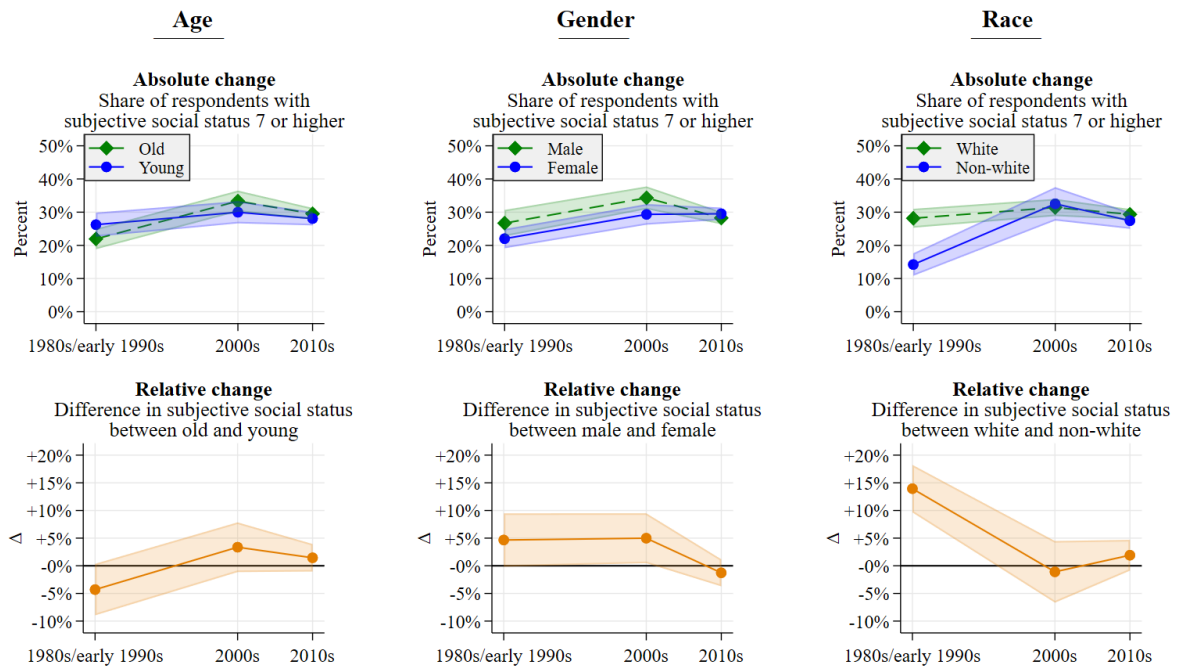 Age
Absolute change
Share of respondents with
subjective social status 7 or higher
Old
Young
Percent
50%
40%
30%
20%
10%
0%
1980s/early 1990s
2000s
2010s
Relative change
Difference in subjective social status
between old and young
Δ
+20%
+15%
+10%
+5%
-0%
-5%
-10%
1980s/early 1990s
2000s
2010s
Gender
Absolute change
Share of respondents with
subjective social status 7 or higher
Male
Female
Percent
50%
40%
30%
20%
10%
0%
1980s/early 1990s
2000s
2010s
Relative change
Difference in subjective social status
between male and female
Δ
+20%
+15%
+10%
+5%
-0%
-5%
-10%
1980s/early 1990s
2000s
2010s
Race
Absolute change
Share of respondents with
subjective social status 7 or higher
White
Non-white
Percent
50%
40%
30%
20%
10%
0%
1980s/early 1990s
2000s
2010s
Relative change
Difference in subjective social status
between white and non-white
Δ
+20%
+15%
+10%
+5%
-0%
-5%
-10%
1980s/early 1990s
2000s
2010s